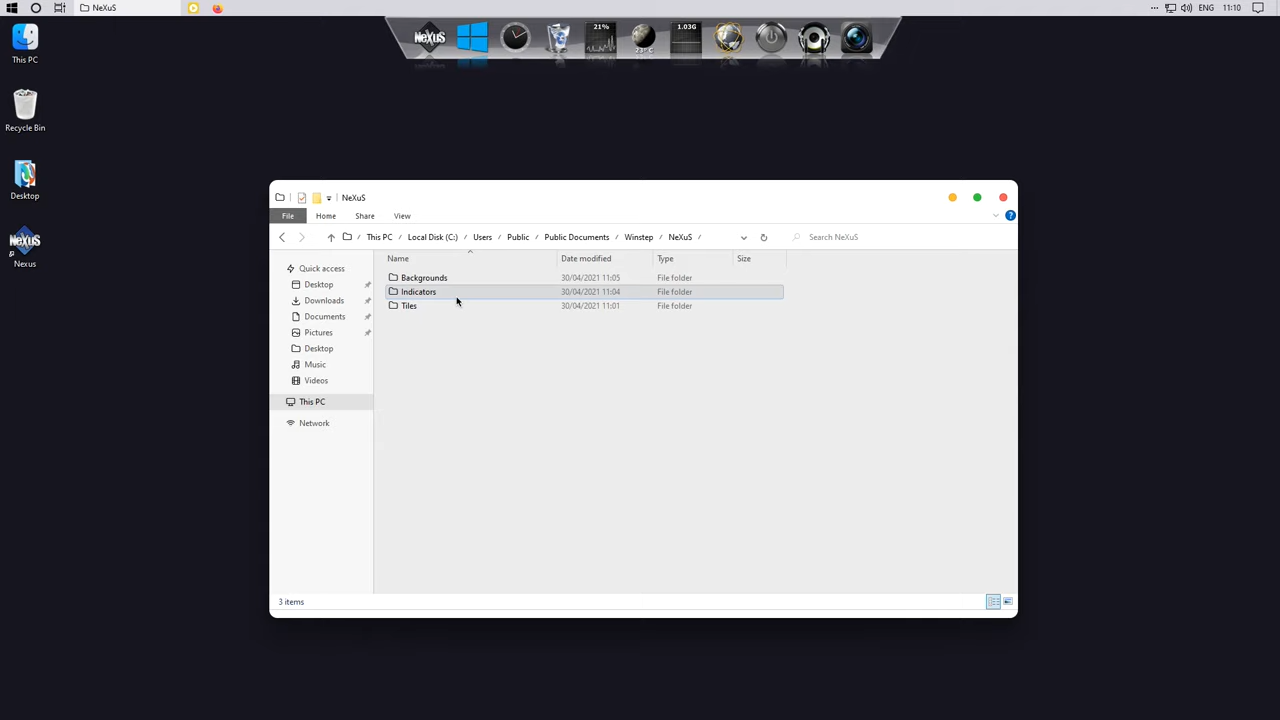 NeXuS
ENG 11:10
This PC
Recycle Bin
Desktop
Nexus
NeXuS
21%
23° C
1.03G
NeXuS
File Home Share View
This PC / Local Disk (C:) / Users / Public / Public Documents / Winstep / NeXuS /
Search NeXuS
Name Date modified Type Size
Backgrounds 30/04/2021 11:05 File folder
Indicators 30/04/2021 11:04 File folder
Tiles 30/04/2021 11:01 File folder
Quick access
Desktop
Downloads
Documents
Pictures
Desktop
Music
Videos
This PC
Network
3 items